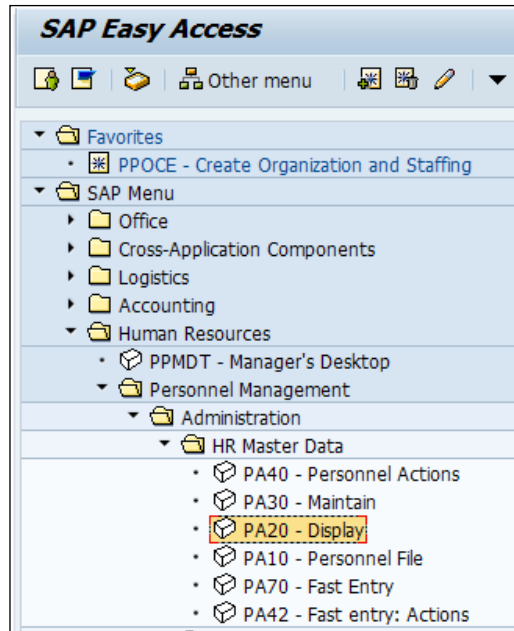 SAP Easy Access
Other menu
Favorites
PPOCE - Create Organization and Staffing
SAP Menu
Office
Cross-Application Components
Logistics
Accounting
Human Resources
PPMDT - Manager's Desktop
Personnel Management
Administration
HR Master Data
PA40 - Personnel Actions
PA30 - Maintain
PA20 - Display
PA10 - Personnel File
PA70 - Fast Entry
PA42 - Fast entry: Actions